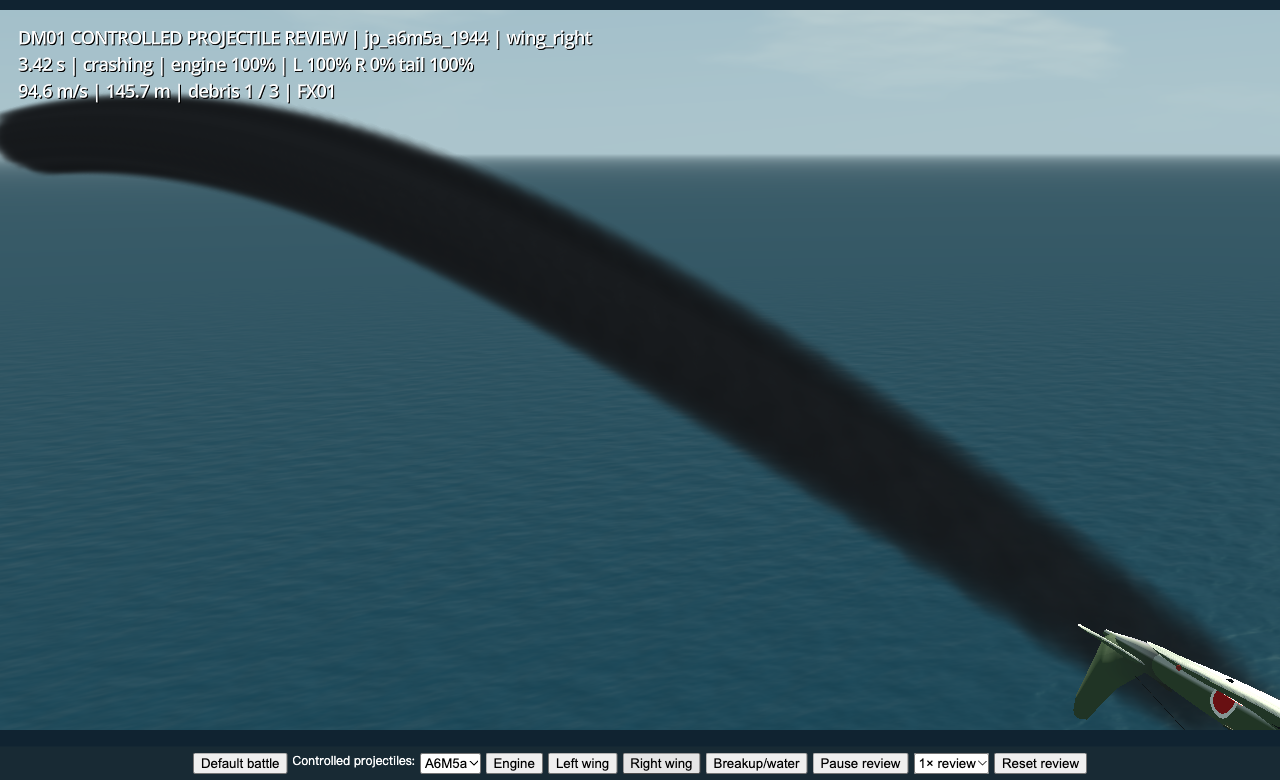 DM01 CONTROLLED PROJECTILE REVIEW | jp_a6m5a_1944 | wing_right
3.42 s | crashing | engine 100% | L 100% R 0% tail 100%
94.6 m/s | 145.7 m | debris 1 / 3 | FX01
Default battle Controlled projectiles: A6M5a Engine Left wing Right wing Breakup/water Pause review 1× review Reset review